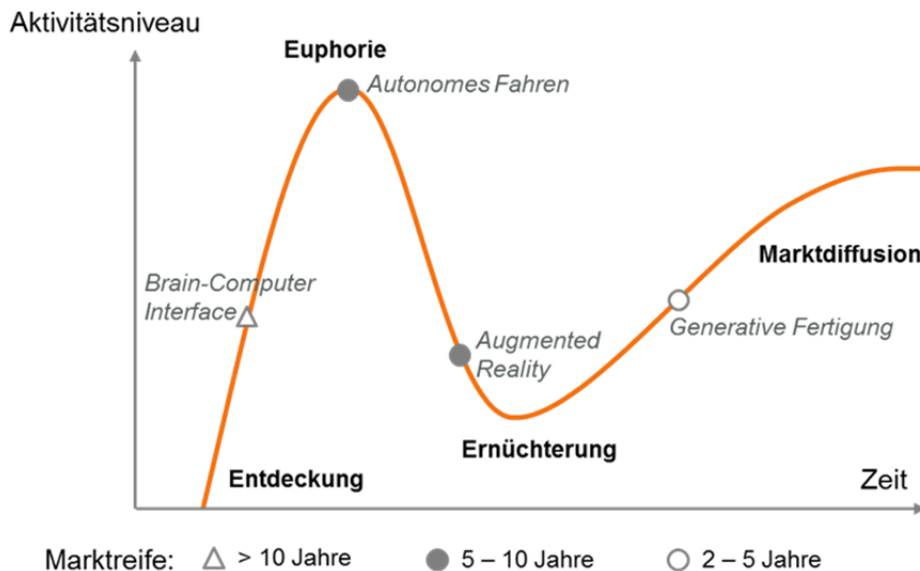 Aktivitätsniveau
Euphorie
Autonomes Fahren
Brain-Computer
Interface
Augmented
Reality
Marktdiffusion
Generative Fertigung
Ernüchterung
Entdeckung
Zeit
Marktreife: > 10 Jahre 5 – 10 Jahre 2 – 5 Jahre